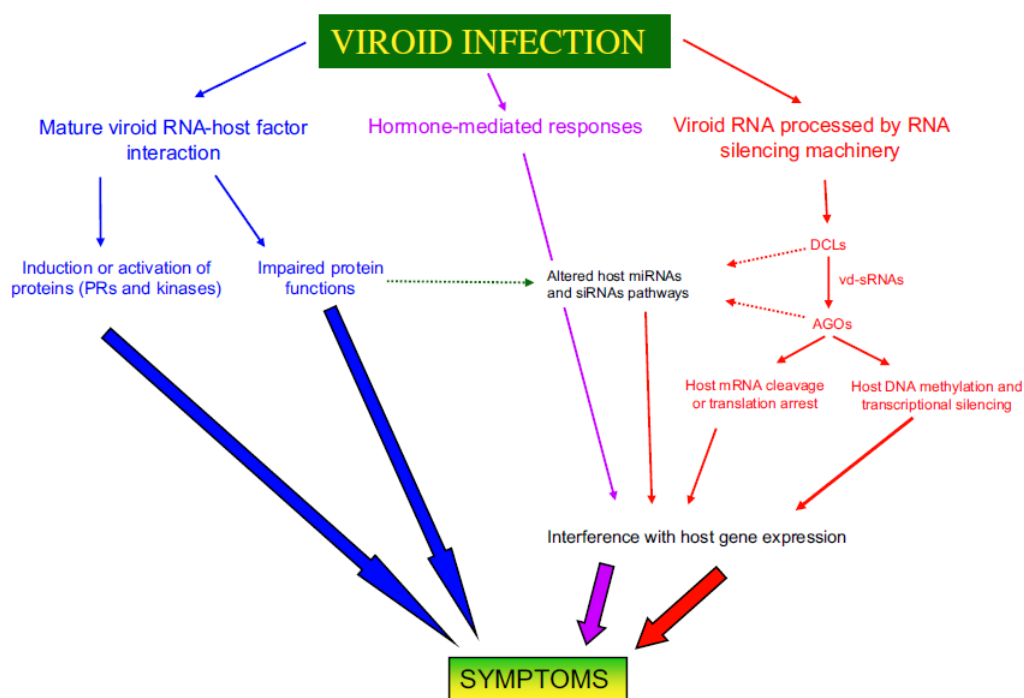 VIROID INFECTION
Mature viroid RNA-host factor
interaction
Hormone-mediated responses
Viroid RNA processed by RNA
silencing machinery
Induction or activation of
proteins (PRs and kinases)
Impaired protein
functions
Altered host miRNAs
and siRNAs pathways
DCLs
vd-sRNAs
AGOs
Host mRNA cleavage
or translation arrest
Host DNA methylation and
transcriptional silencing
Interference with host gene expression
SYMPTOMS